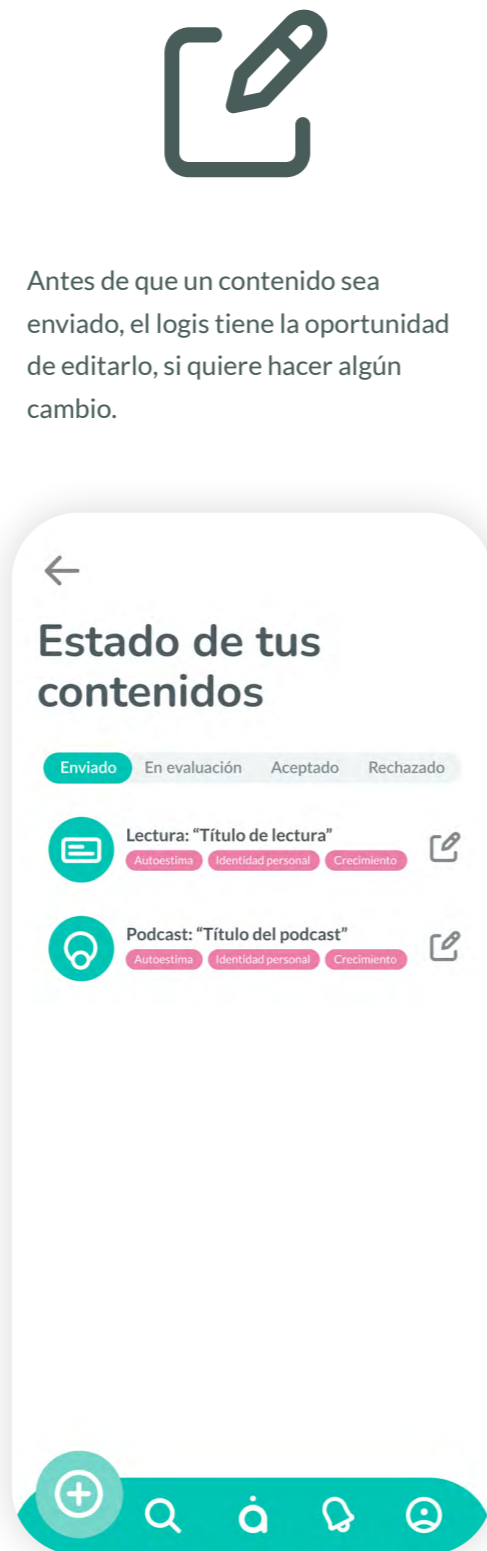 Antes de que un contenido sea
enviado, el logis tiene la oportunidad
de editarlo, si quiere hacer algún
cambio.
Estado de tus
contenidos
Enviado En evaluación Aceptado Rechazado
Lectura: “Título de lectura”
Autoestima Identidad personal Crecimiento
Podcast: “Título del podcast”
Autoestima Identidad personal Crecimiento